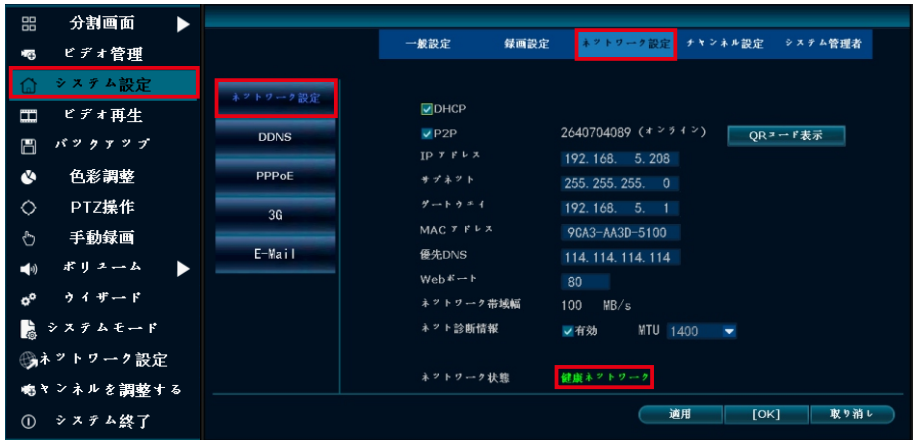 分割画面
ビデオ管理
システム設定
ビデオ再生
バックアップ
色彩調整
PTZ操作
手動録画
ボリューム
ウイザード
システムモード
ネットワーク設定
ャンネルを調整する
システム終了
一般設定 録画設定 ネットワーク設定 チャンネル設定 システム管理者
ネットワーク設定
DDNS
PPPoE
3G
E-Mail
DHCP
P2P 2640704089 (オンライン) QRコード表示
IPアドレス 192.168. 5.208
サブネット 255.255.255. 0
ゲートウェイ 192.168. 5. 1
MACアドレス 9CA3-AA3D-5100
優先DNS 114.114.114.114
Webポート 80
ネットワーク帯域幅 100 MB/s
ネット診断情報 有効 MTU 1400
ネットワーク状態 健康ネットワーク
適用 [OK] 取り消し